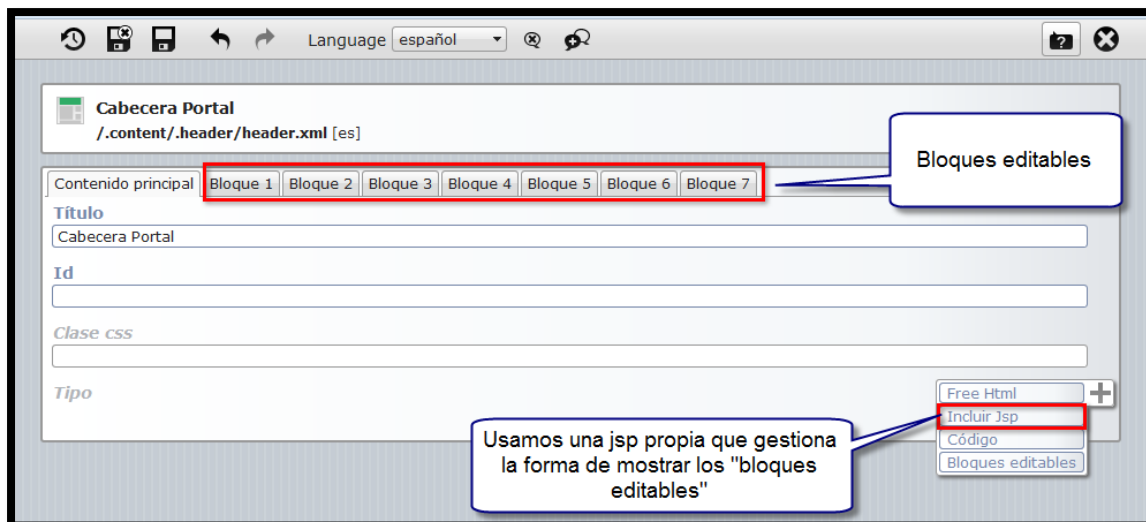 Language español
Cabecera Portal
/.content/.header/header.xml [es]
Bloques editables
Contenido principal Bloque 1 Bloque 2 Bloque 3 Bloque 4 Bloque 5 Bloque 6 Bloque 7
Título
Cabecera Portal
Id
Clase css
Tipo
Free Html
Incluir Jsp
Código
Bloques editables
Usamos una jsp propia que gestiona
la forma de mostrar los "bloques
editables"